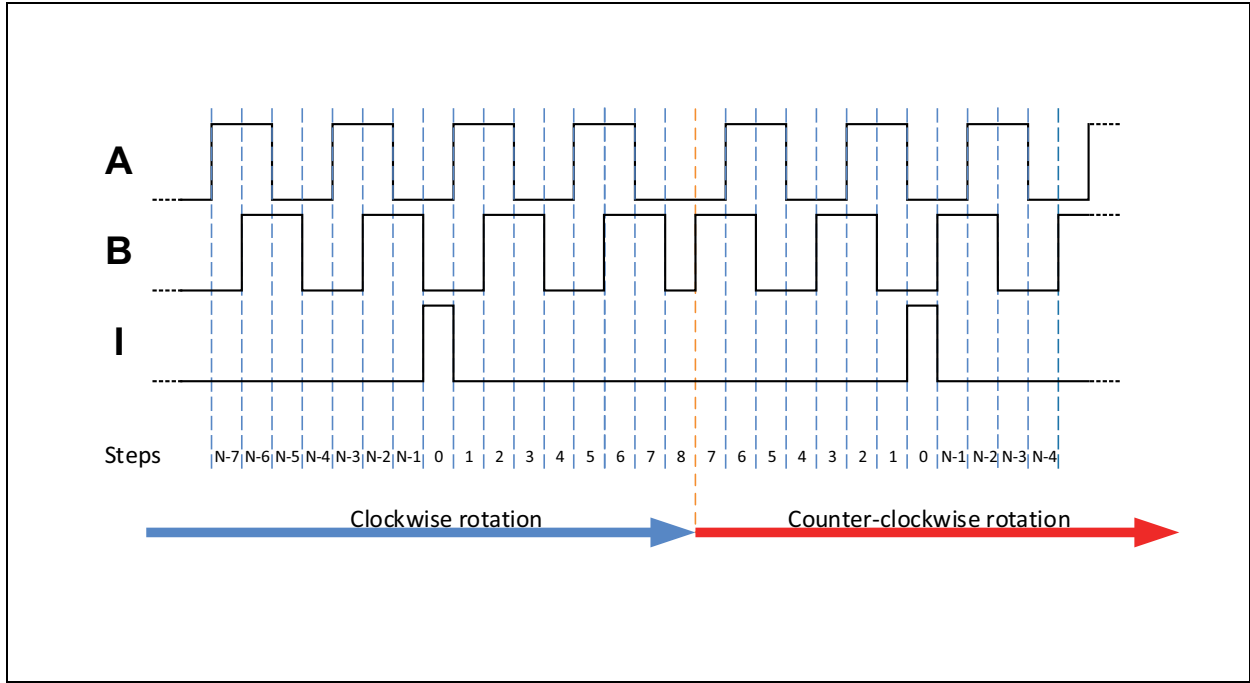 A
B
I
Steps N-7 N-6 N-5 N-4 N-3 N-2 N-1 0 1 2 3 4 5 6 7 8 7 6 5 4 3 2 1 0 N-1 N-2 N-3 N-4
Clockwise rotation Counter-clockwise rotation